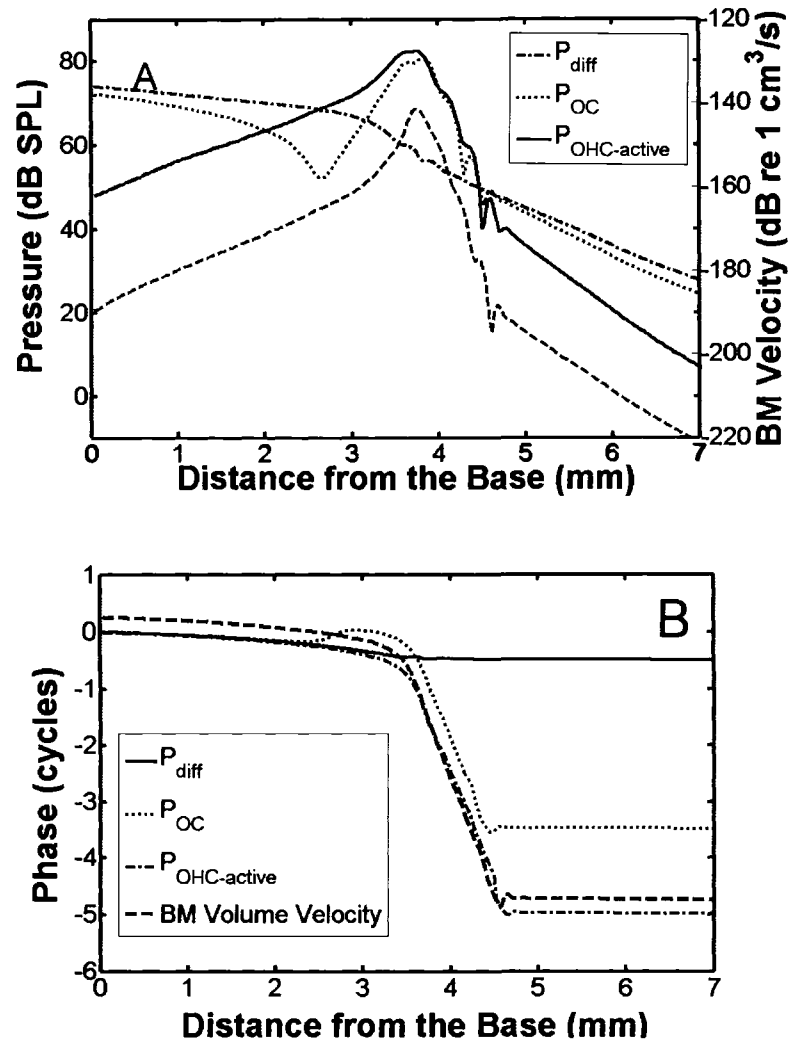 A
Pressure (dB SPL)
80
60
40
20
0
BM Velocity (dB re 1 cm³/s)
-120
-140
-160
-180
-200
-220
P_diff
P_OC
P_OHC-active
0 1 2 3 4 5 6 7
Distance from the Base (mm)
B
Phase (cycles)
1
0
-1
-2
-3
-4
-5
-6
P_diff
P_OC
P_OHC-active
BM Volume Velocity
0 1 2 3 4 5 6 7
Distance from the Base (mm)